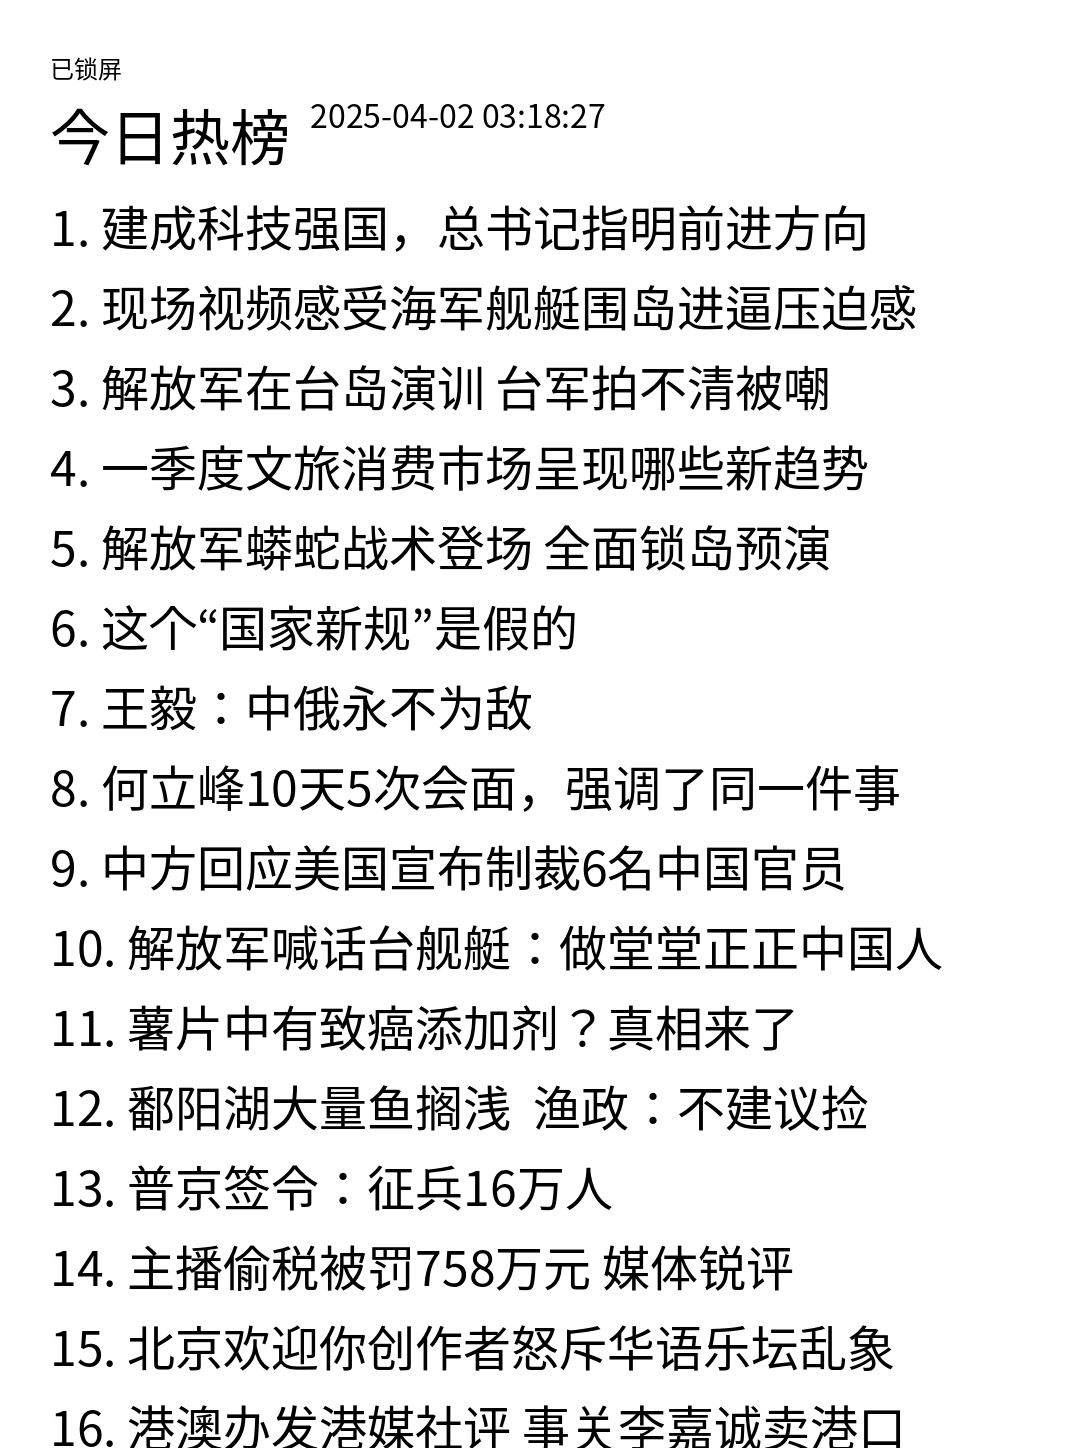 已锁屏
今日热榜 2025-04-02 03:18:27
1. 建成科技强国，总书记指明前进方向
2. 现场视频感受海军舰艇围岛进逼压迫感
3. 解放军在台岛演训 台军拍不清被嘲
4. 一季度文旅消费市场呈现哪些新趋势
5. 解放军蟒蛇战术登场 全面锁岛预演
6. 这个“国家新规”是假的
7. 王毅：中俄永不为敌
8. 何立峰10天5次会面，强调了同一件事
9. 中方回应美国宣布制裁6名中国官员
10. 解放军喊话台舰艇：做堂堂正正中国人
11. 薯片中有致癌添加剂？真相来了
12. 鄱阳湖大量鱼搁浅  渔政：不建议捡
13. 普京签令：征兵16万人
14. 主播偷税被罚758万元 媒体锐评
15. 北京欢迎你创作者怒斥华语乐坛乱象
16. 港澳办发港媒社评 事关李嘉诚卖港口